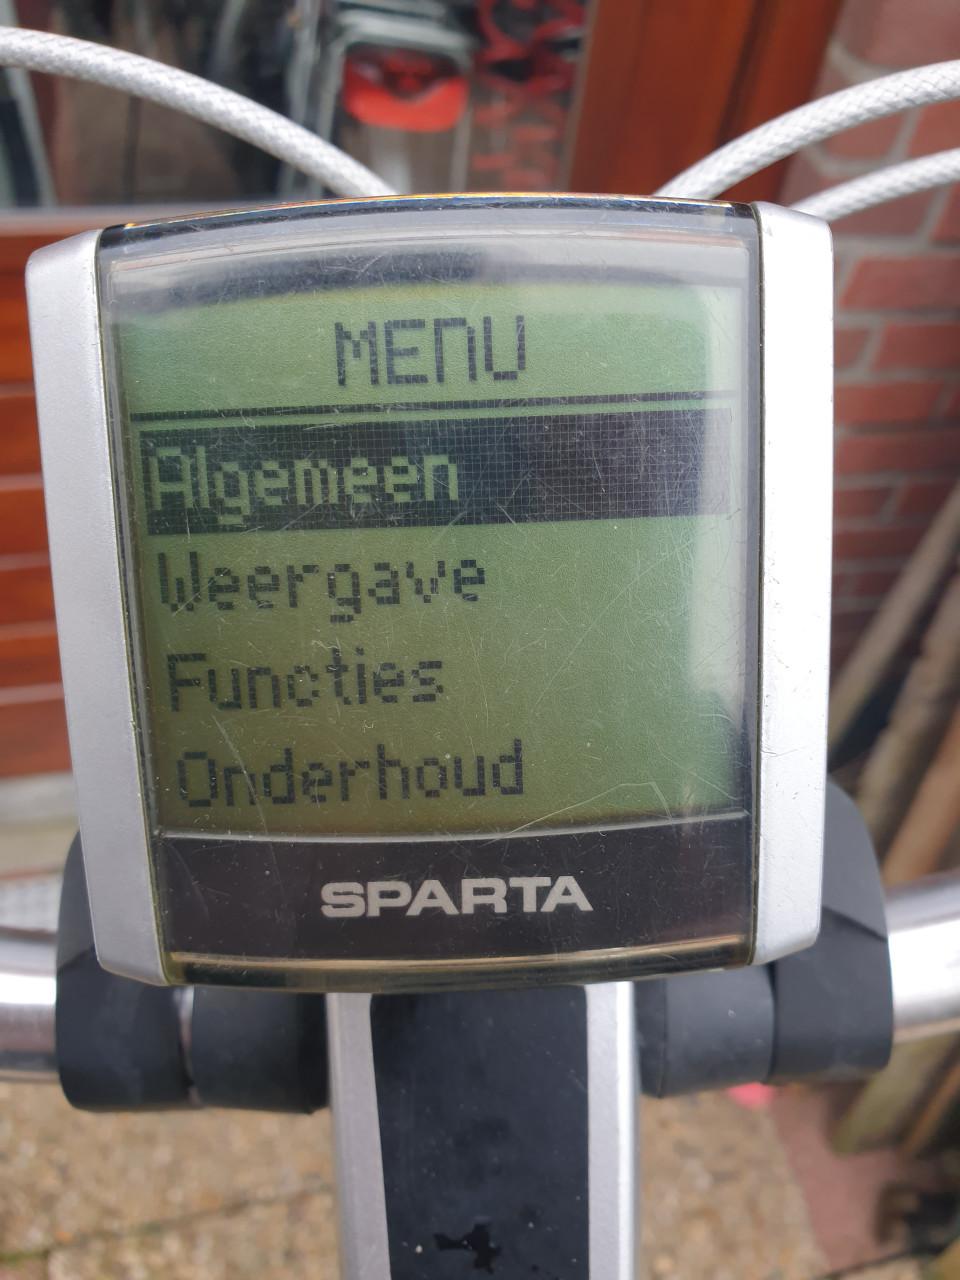 MENU
Algemeen
Weergave
Functies
Onderhoud
SPARTA